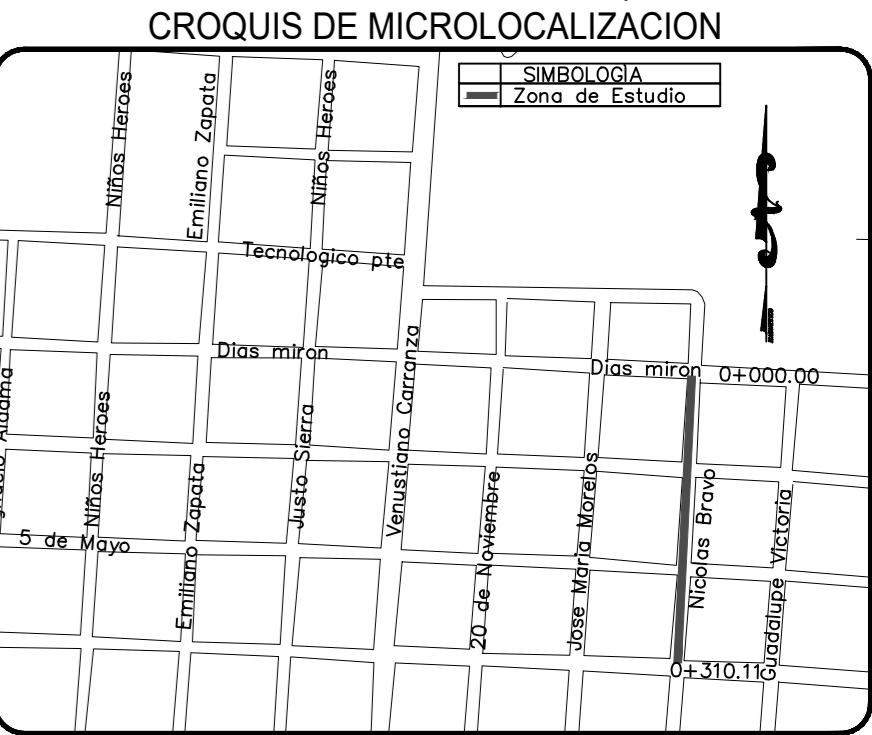 CROQUIS DE MICROLOCALIZACION
SIMBOLOGIA
Zona de Estudio
Niños Heroes
Emiliano Zapata
Niños Heroes
Tecnologico pte
Dias miron
Dias miron 0+000.00
Venustiano Carranza
Aldama
Niños Heroes
Justo Sierra
Emiliano Zapata
5 de Mayo
20 de Noviembre
Jose Maria Morelos
Nicolas Bravo
Guadalupe Victoria
0+310.11